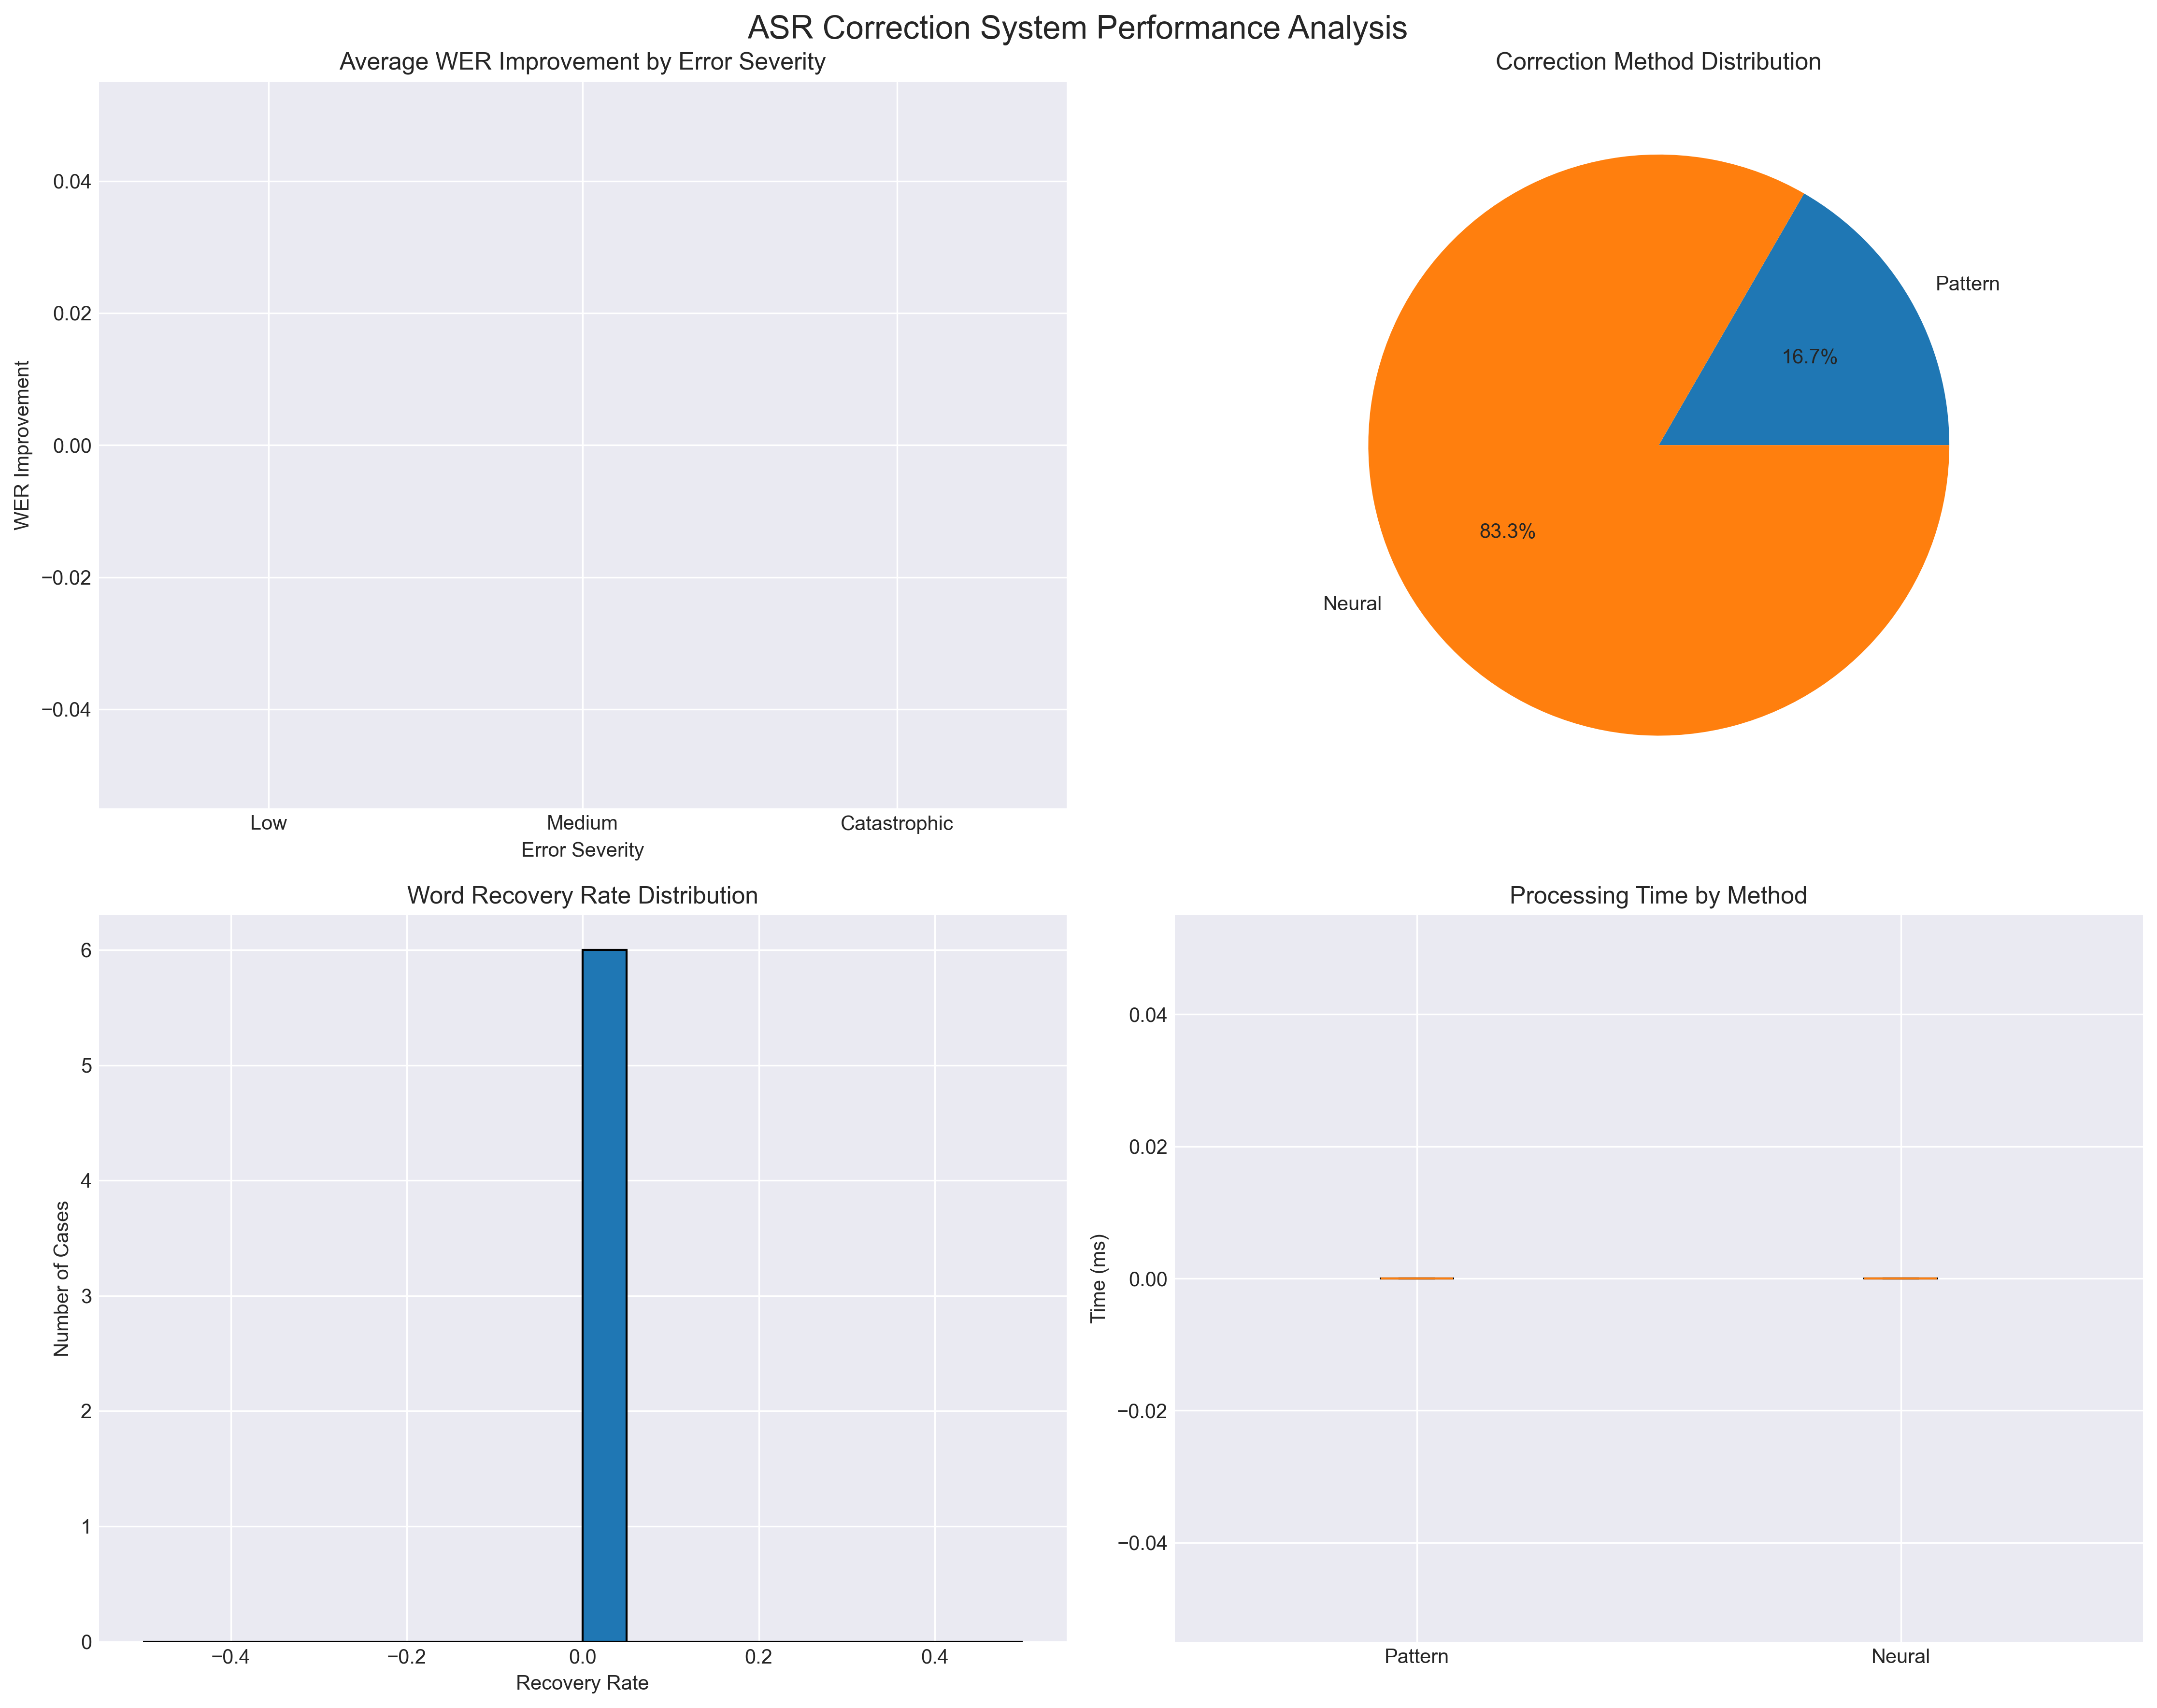 ASR Correction System Performance Analysis
Average WER Improvement by Error Severity
0.04
0.02
0.00
−0.02
−0.04
WER Improvement
Low
Medium
Catastrophic
Error Severity
Correction Method Distribution
Pattern
16.7%
83.3%
Neural
Word Recovery Rate Distribution
6
5
4
3
2
1
0
Number of Cases
−0.4
−0.2
0.0
0.2
0.4
Recovery Rate
Processing Time by Method
0.04
0.02
0.00
−0.02
−0.04
Time (ms)
Pattern
Neural